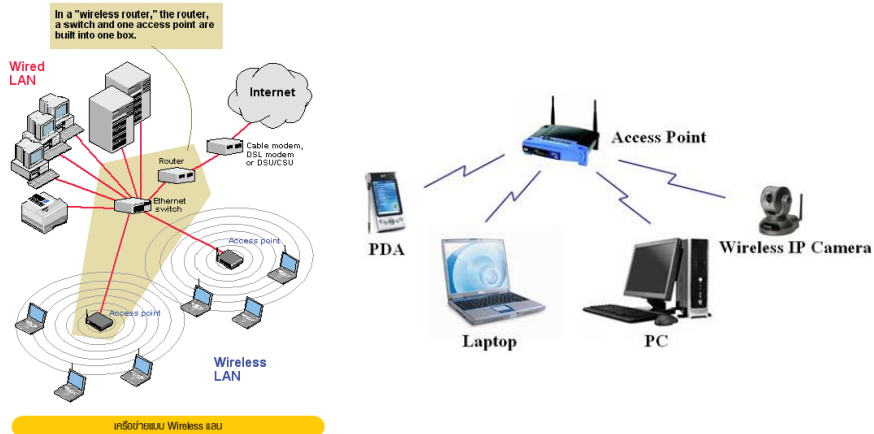 In a "wireless router," the router,
a switch and one access point are
built into one box.
Wired
LAN
Internet
Cable modem,
DSL modem
or DSU/CSU
Router
Ethernet
switch
Access point
Access point
Wireless
LAN
เครือข่ายแบบ Wireless แลน
Access Point
PDA
Wireless IP Camera
Laptop
PC